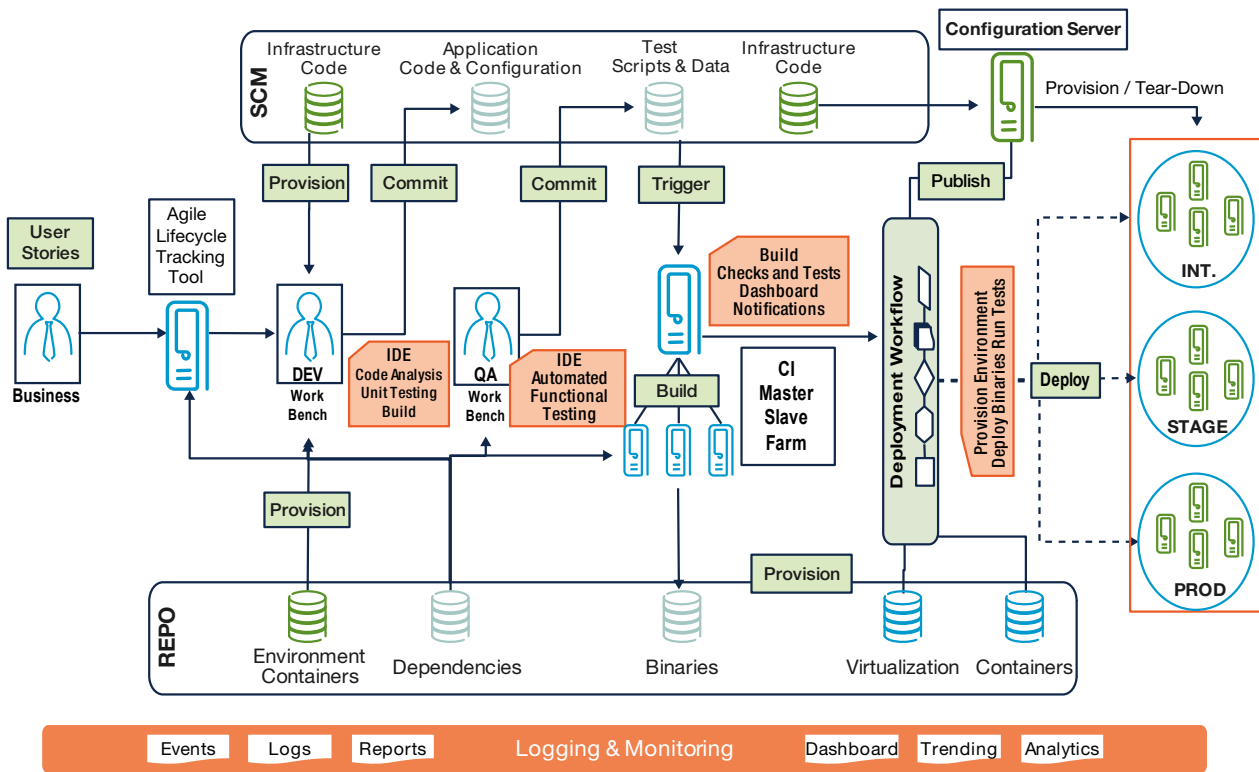 SCM
Infrastructure
Code
Application
Code & Configuration
Test
Scripts & Data
Infrastructure
Code
Configuration Server
Provision / Tear-Down
Provision
Commit
Commit
Trigger
Publish
User
Stories
Agile
Lifecycle
Tracking
Tool
Business
DEV
Work
Bench
IDE
Code Analysis
Unit Testing
Build
QA
Work
Bench
IDE
Automated
Functional
Testing
Build
Checks and Tests
Dashboard
Notifications
Build
CI
Master
Slave
Farm
Deployment Workflow
Provision Environment
Deploy Binaries Run Tests
Deploy
INT.
STAGE
PROD
Provision
Provision
REPO
Environment
Containers
Dependencies
Binaries
Virtualization
Containers
Events
Logs
Reports
Logging & Monitoring
Dashboard
Trending
Analytics